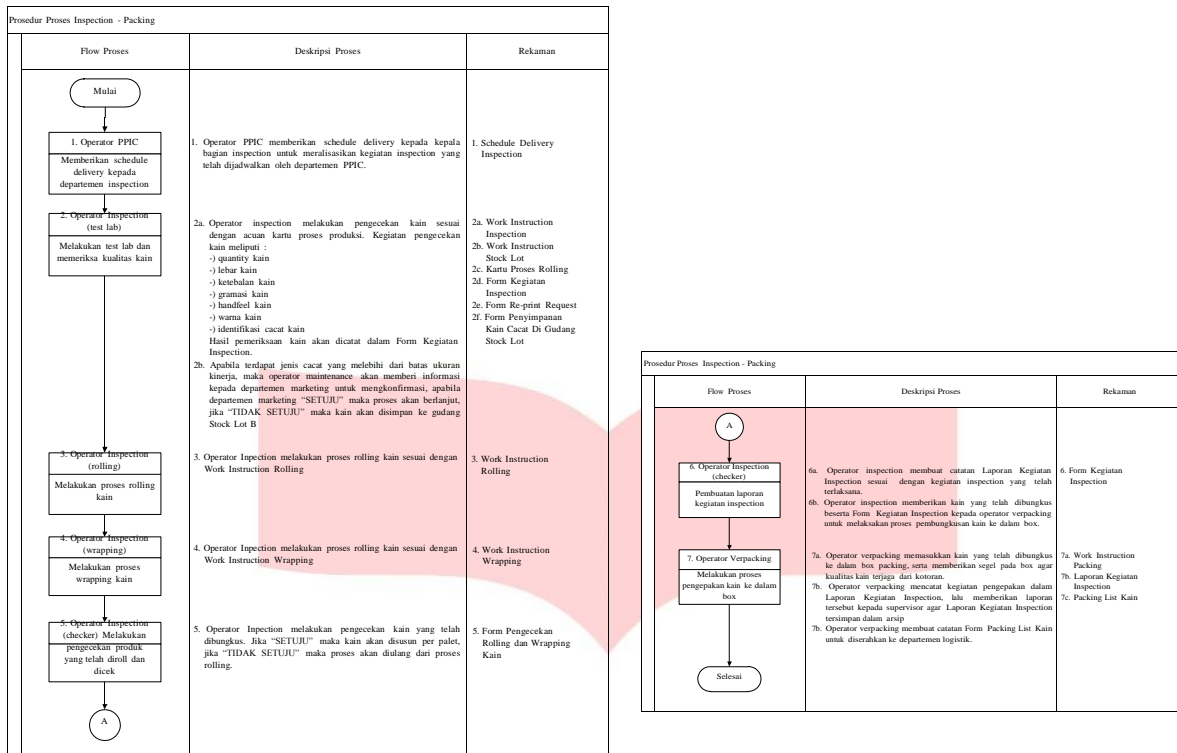 Prosedur Proses Inspection - Packing
Flow Proses
Deskripsi Proses
Rekaman
Mulai
1. Operator PPIC
Memberikan schedule
delivery kepada
departemen inspection
1. Operator PPIC memberikan schedule delivery kepada kepala
bagian inspection untuk meralisasikan kegiatan inspection yang
telah dijadwalkan oleh departemen PPIC.
1. Schedule Delivery
Inspection
2. Operator Inspection
(test lab)
Melakukan test lab dan
memeriksa kualitas kain
2a. Operator inspection melakukan pengecekan kain sesuai
dengan acuan kartu proses produksi. Kegiatan pengecekan
kain meliputi :
-) quantity kain
-) lebar kain
-) ketebalan kain
-) gramasi kain
-) handfeel kain
-) warna kain
-) identifikasi cacat kain
Hasil pemeriksaan kain akan dicatat dalam Form Kegiatan
Inspection.
2b. Apabila terdapat jenis cacat yang melebihi dari batas ukuran
kinerja, maka operator maintenance akan memberi informasi
kepada departemen marketing untuk mengkonfirmasi, apabila
departemen marketing “SETUJU” maka proses akan berlanjut,
jika “TIDAK SETUJU” maka kain akan disimpan ke gudang
Stock Lot B
2a. Work Instruction
Inspection
2b. Work Instruction
Stock Lot
2c. Kartu Proses Rolling
2d. Form Kegiatan
Inspection
2e. Form Re-print Request
2f. Form Penyimpanan
Kain Cacat Di Gudang
Stock Lot
3. Operator Inspection
(rolling)
Melakukan proses rolling
kain
3. Operator Inpection melakukan proses rolling kain sesuai dengan
Work Instruction Rolling
3. Work Instruction
Rolling
4. Operator Inspection
(wrapping)
Melakukan proses
wrapping kain
4. Operator Inpection melakukan proses rolling kain sesuai dengan
Work Instruction Wrapping
4. Work Instruction
Wrapping
5. Operator Inspection
(checker) Melakukan
pengecekan produk
yang telah diroll dan
dicek
5. Operator Inpection melakukan pengecekan kain yang telah
dibungkus. Jika “SETUJU” maka kain akan disusun per palet,
jika “TIDAK SETUJU” maka proses akan diulang dari proses
rolling.
5. Form Pengecekan
Rolling dan Wrapping
Kain
A
Prosedur Proses Inspection - Packing
Flow Proses
Deskripsi Proses
Rekaman
A
6. Operator Inspection
(checker)
Pembuatan laporan
kegiatan inspection
6a. Operator inspection membuat catatan Laporan Kegiatan
Inspection sesuai dengan kegiatan inspection yang telah
terlaksana.
6b. Operator inspection memberikan kain yang telah dibungkus
beserta Form Kegiatan Inspection kepada operator verpacking
untuk melaksakan proses pembungkusan kain ke dalam box.
6. Form Kegiatan
Inspection
7. Operator Verpacking
Melakukan proses
pengepakan kain ke dalam
box
7a. Operator verpacking memasukkan kain yang telah dibungkus
ke dalam box packing, serta memberikan segel pada box agar
kualitas kain terjaga dari kotoran.
7b. Operator verpacking mencatat kegiatan pengepakan dalam
Laporan Kegiatan Inspection, lalu memberikan laporan
tersebut kepada supervisor agar Laporan Kegiatan Inspection
tersimpan dalam arsip
7b. Operator verpacking membuat catatan Form Packing List Kain
untuk diserahkan ke departemen logistik.
7a. Work Instruction
Packing
7b. Laporan Kegiatan
Inspection
7c. Packing List Kain
Selesai